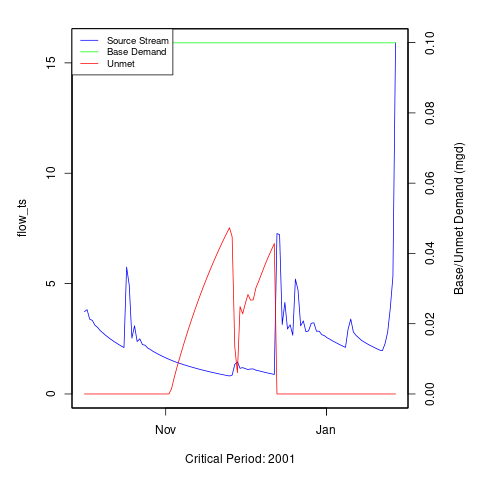 Source Stream
Base Demand
Unmet
flow_ts
15
10
5
0
0.10
0.08
0.06
0.04
0.02
0.00
Base/Unmet Demand (mgd)
Nov
Jan
Critical Period: 2001